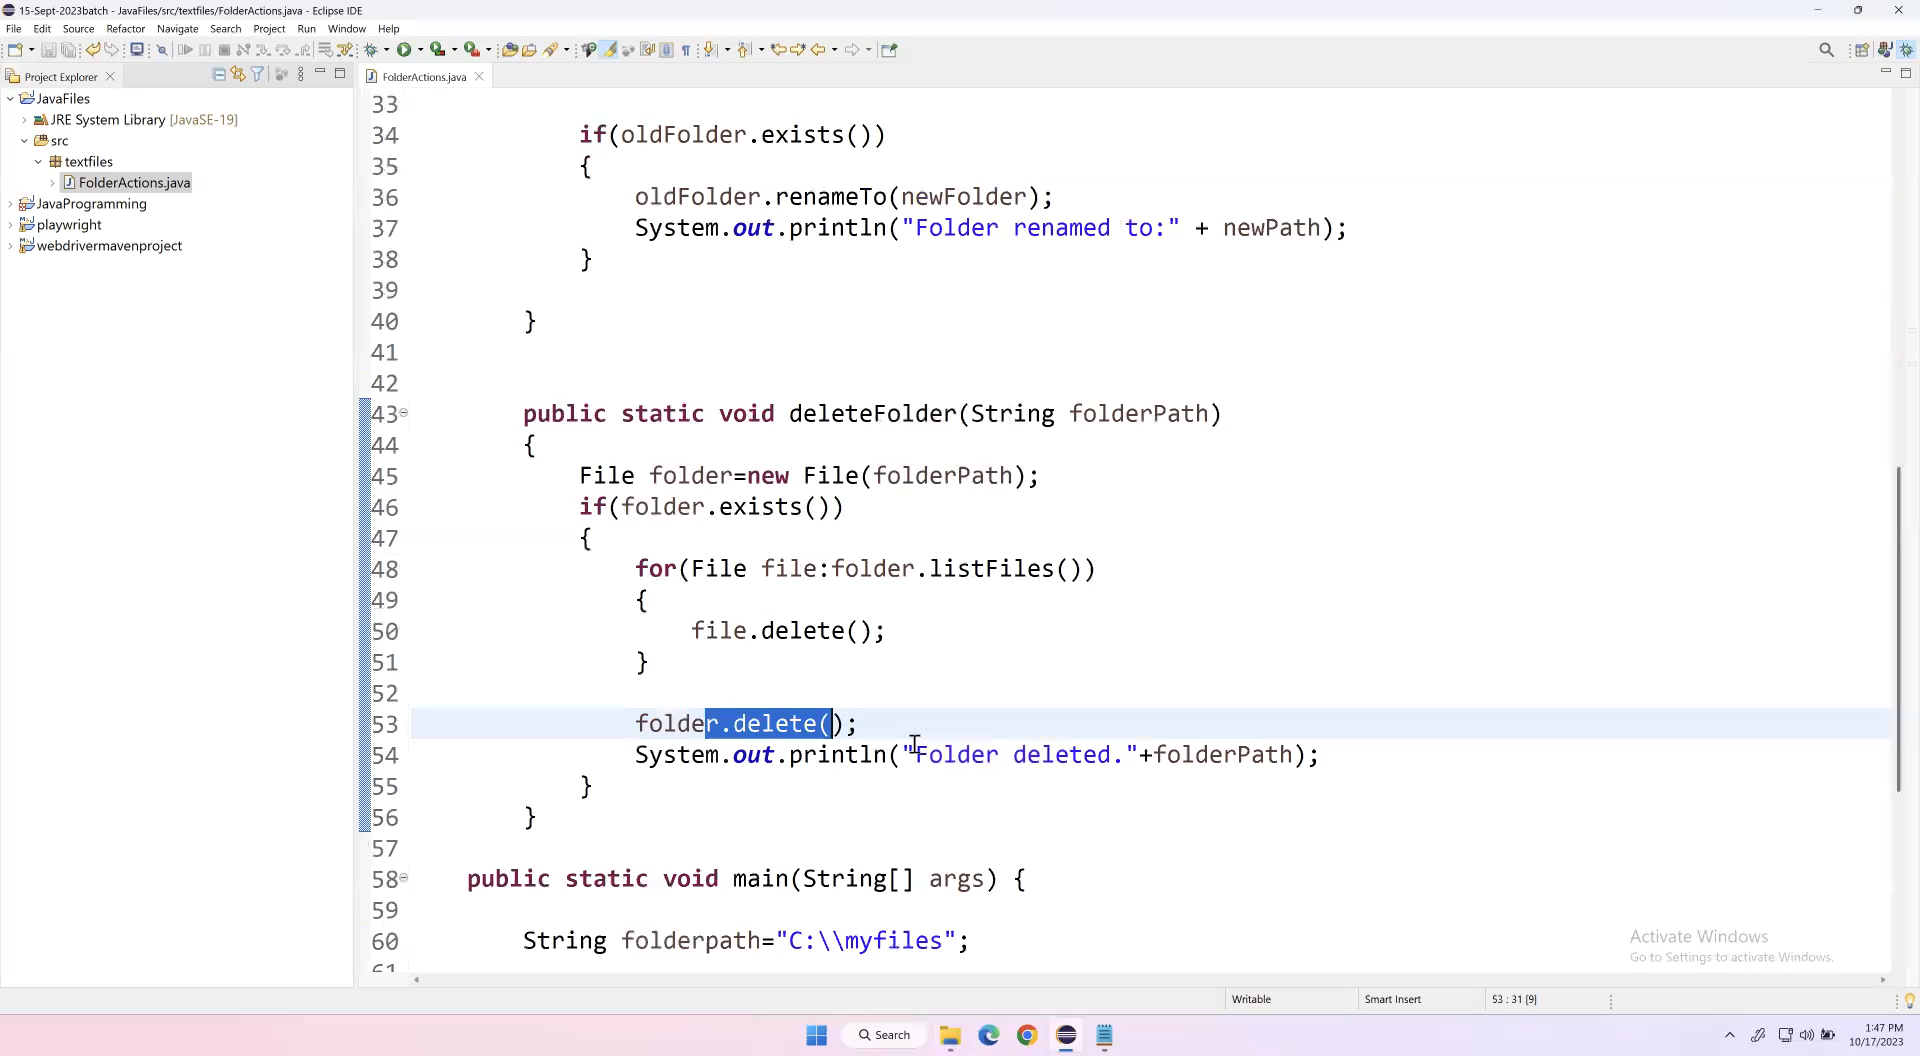 15-Sept-2023batch - JavaFiles/src/textfiles/FolderActions.java - Eclipse IDE
File Edit Source Refactor Navigate Search Project Run Window Help
Project Explorer
JavaFiles
JRE System Library [JavaSE-19]
src
textfiles
FolderActions.java
JavaProgramming
playwright
webdrivermavenproject
FolderActions.java
33
34 if(oldFolder.exists())
35 {
36 oldFolder.renameTo(newFolder);
37 System.out.println("Folder renamed to:" + newPath);
38 }
39
40 }
41
42
43 public static void deleteFolder(String folderPath)
44 {
45 File folder=new File(folderPath);
46 if(folder.exists())
47 {
48 for(File file:folder.listFiles())
49 {
50 file.delete();
51 }
52
53 folder.delete();
54 System.out.println("Folder deleted."+folderPath);
55 }
56 }
57
58 public static void main(String[] args) {
59
60 String folderpath="C:\\myfiles";
61
Activate Windows
Go to Settings to activate Windows.
Writable Smart Insert 53 : 31 [9]
Search
1:47 PM
10/17/2023